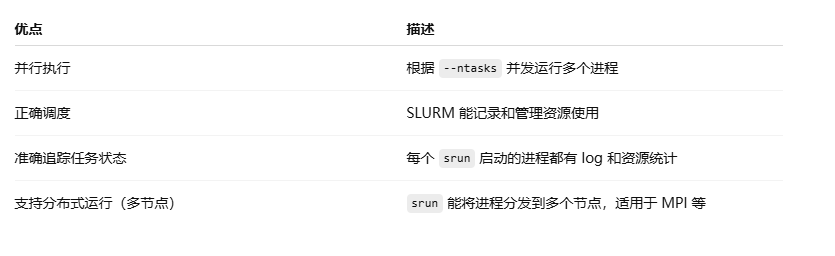 优点 描述
并行执行 根据 --ntasks 并发运行多个进程
正确调度 SLURM 能记录和管理资源使用
准确追踪任务状态 每个 srun 启动的进程都有 log 和资源统计
支持分布式运行（多节点） srun 能将进程分发到多个节点，适用于 MPI 等